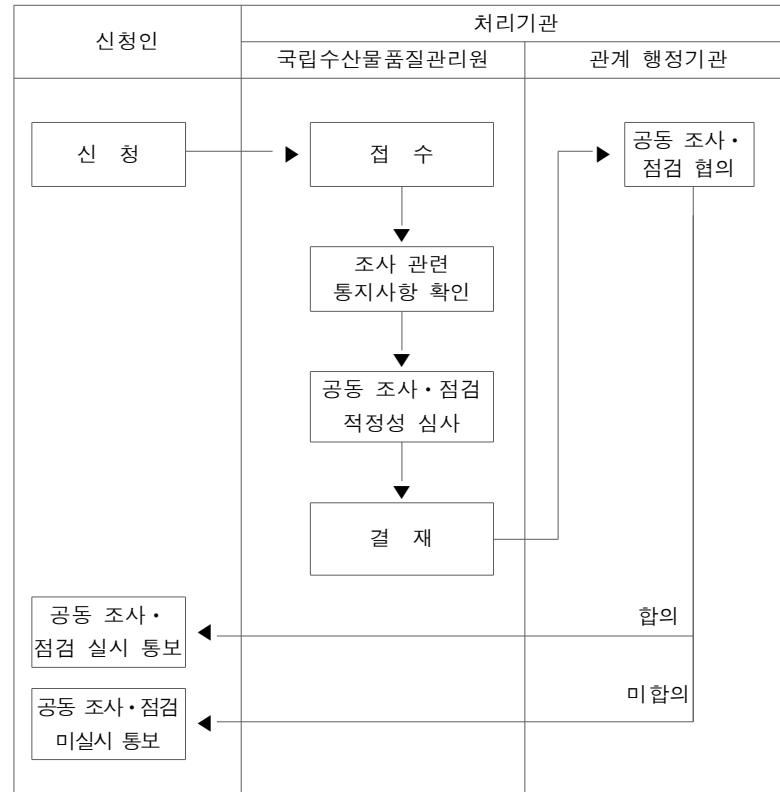 신청인
처리기관
국립수산물품질관리원
관계 행정기관
신 청
접 수
공동 조사·
점검 협의
조사 관련
통지사항 확인
공동 조사·점검
적정성 심사
결 재
공동 조사·
점검 실시 통보
합의
공동 조사·점검
미실시 통보
미합의